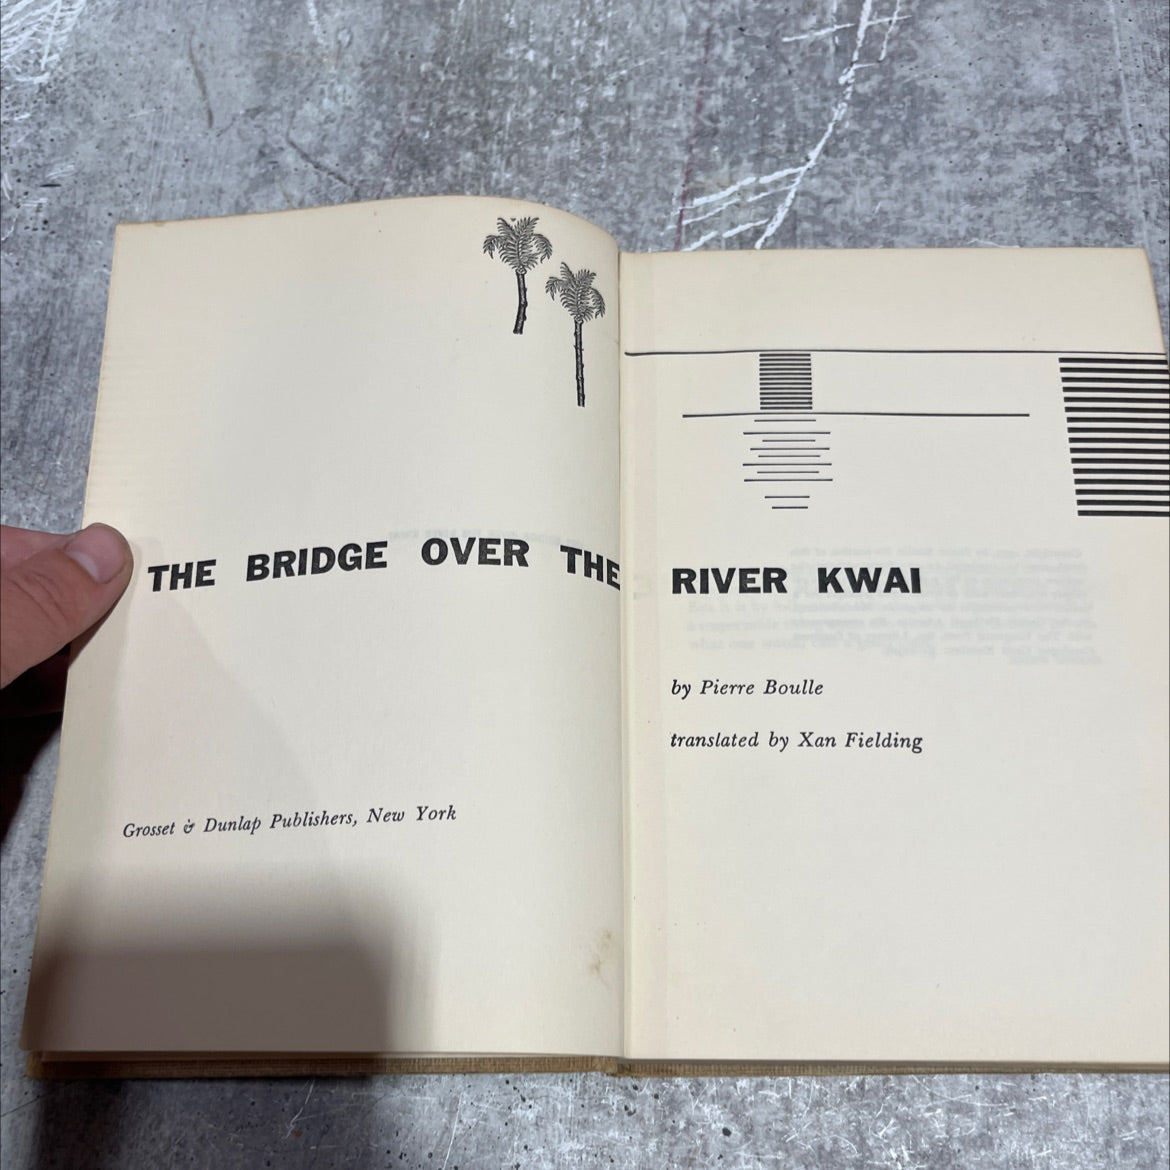 THE BRIDGE OVER THE RIVER KWAI
by Pierre Boulle
translated by Xan Fielding
Grosset & Dunlap Publishers, New York